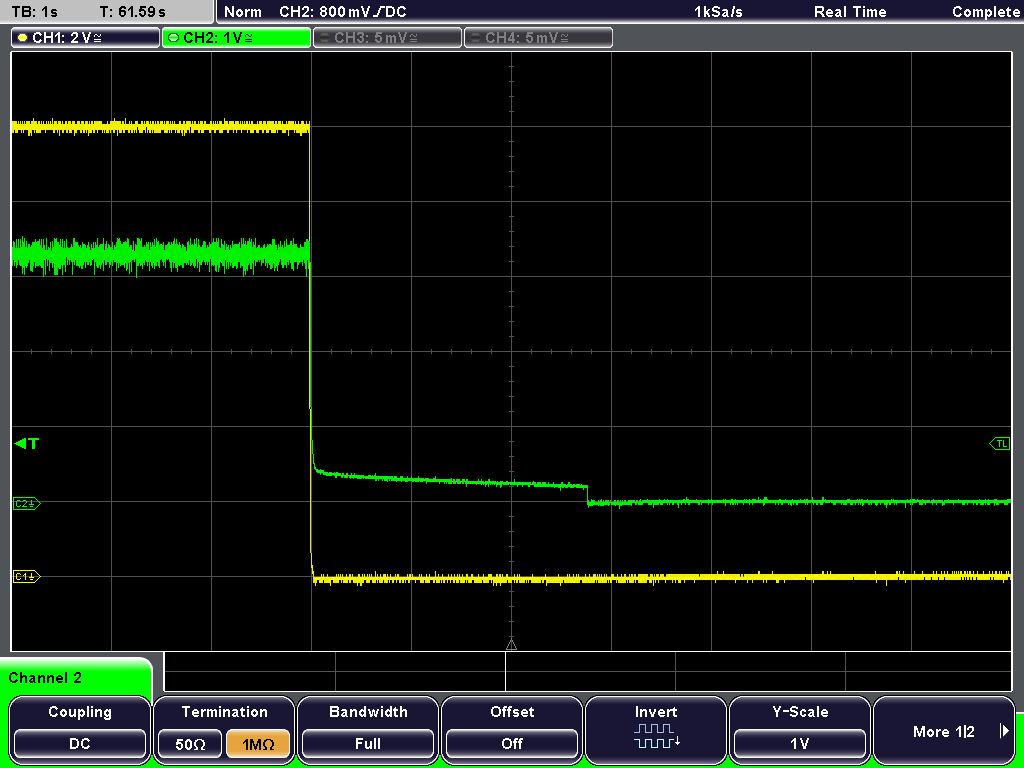 TB: 1s T: 61.59 s Norm CH2: 800 mV DC 1kSa/s Real Time Complete
CH1: 2 V≅ CH2: 1 V≅ CH3: 5 mV≅ CH4: 5 mV≅
T TL
C2
C1
Channel 2
Coupling Termination Bandwidth Offset Invert Y-Scale More 1|2
DC 50Ω 1MΩ Full Off 1V